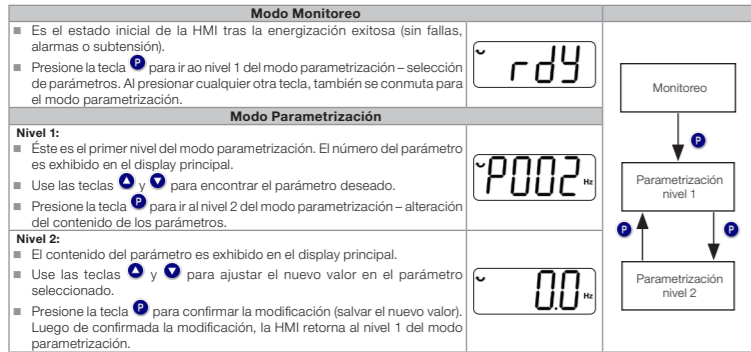 Modo Monitoreo
■ Es el estado inicial de la HMI tras la energización exitosa (sin fallas,
alarmas o subtensión).
■ Presione la tecla P para ir ao nivel 1 del modo parametrización – selección
de parámetros. Al presionar cualquier otra tecla, también se conmuta para
el modo parametrización.
rdy
Modo Parametrización
Nivel 1:
■ Éste es el primer nivel del modo parametrización. El número del parámetro
es exhibido en el display principal.
■ Use las teclas y para encontrar el parámetro deseado.
■ Presione la tecla P para ir al nivel 2 del modo parametrización – alteración
del contenido de los parámetros.
P002 Hz
Nivel 2:
■ El contenido del parámetro es exhibido en el display principal.
■ Use las teclas y para ajustar el nuevo valor en el parámetro
seleccionado.
■ Presione la tecla P para confirmar la modificación (salvar el nuevo valor).
Luego de confirmada la modificación, la HMI retorna al nivel 1 del modo
parametrización.
0.0 Hz
Monitoreo
P
Parametrización
nivel 1
P P
Parametrización
nivel 2